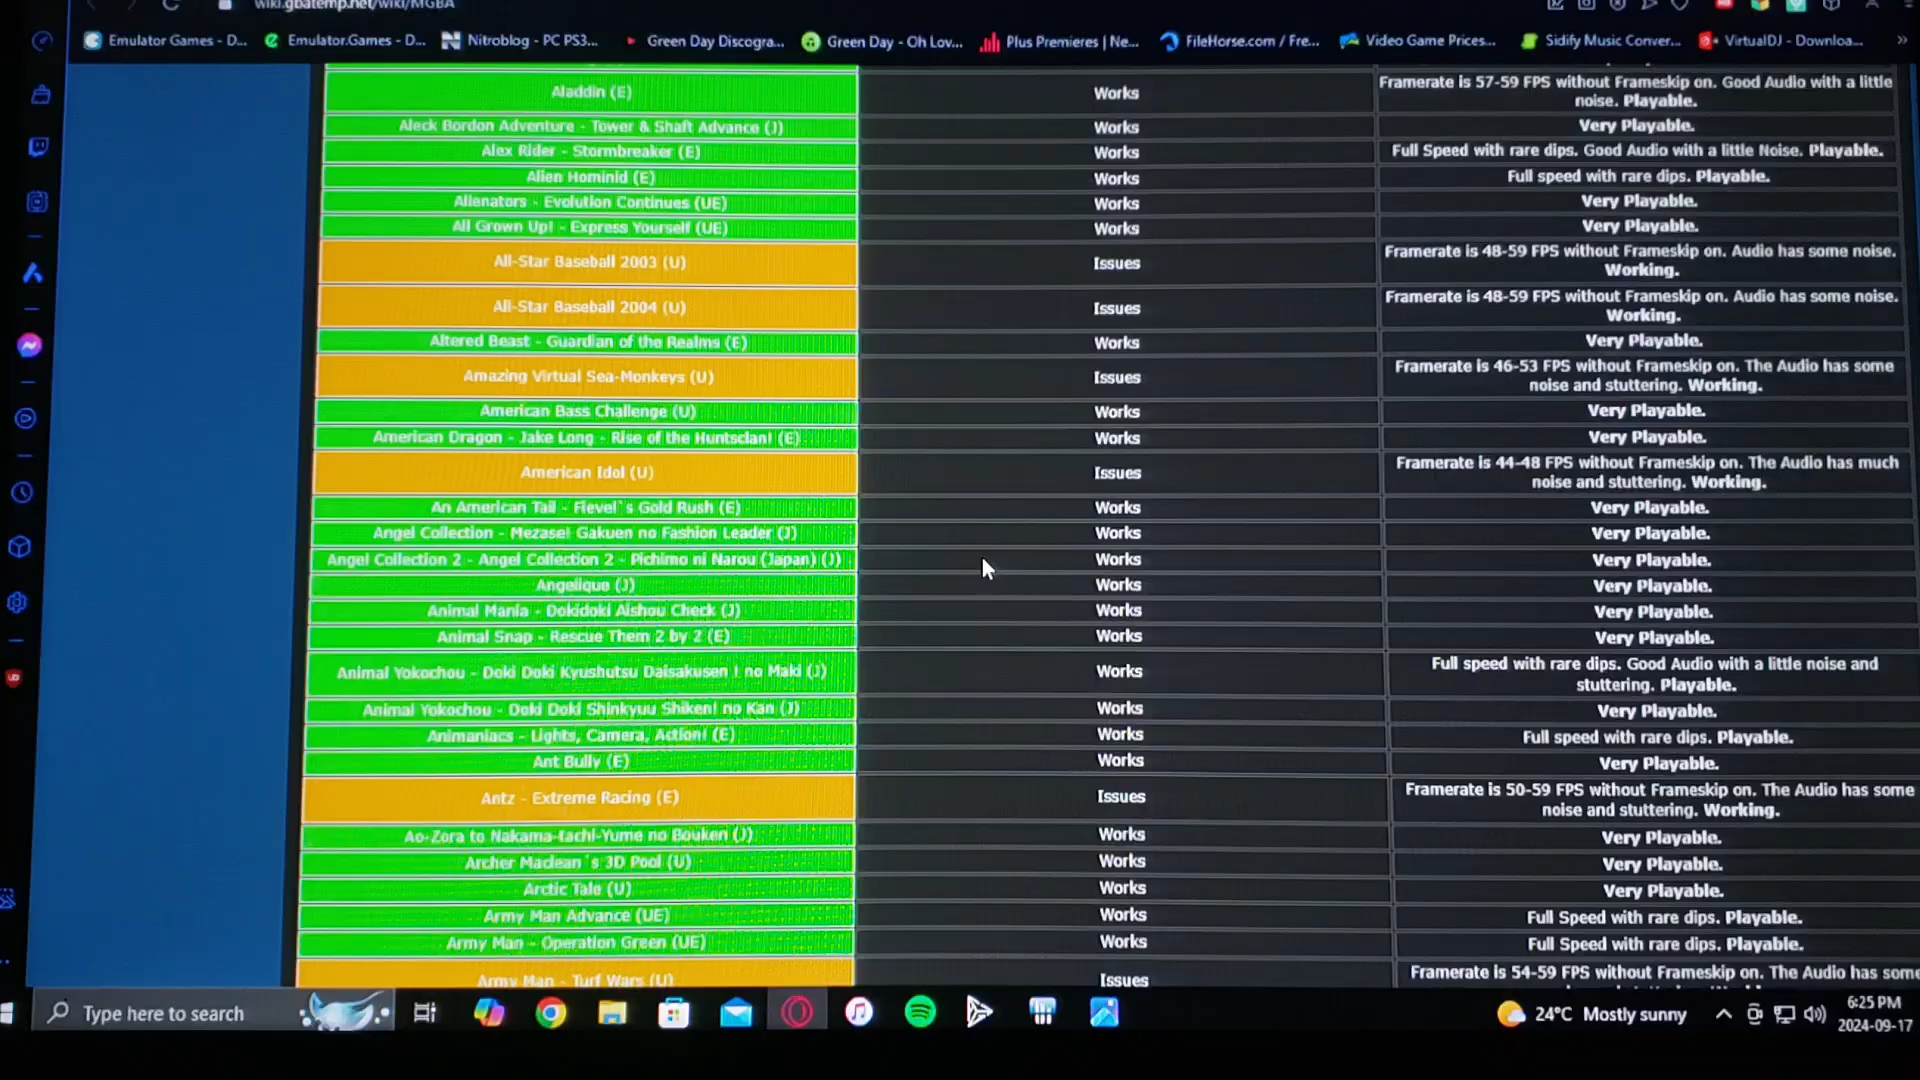 wiki.gbatemp.net/wiki/MGBA
Emulator Games - D...
Emulator.Games - D...
Nitroblog - PC PS3...
Green Day Discogra...
Green Day - Oh Lov...
Plus Premieres | Ne...
FileHorse.com / Fre...
Video Game Prices...
Sidify Music Conver...
VirtualDJ - Downloa...
»
Aladdin (E) Works Framerate is 57-59 FPS without Frameskip on. Good Audio with a little
noise. Playable.
Aleck Bordon Adventure - Tower & Shaft Advance (J) Works Very Playable.
Alex Rider - Stormbreaker (E) Works Full Speed with rare dips. Good Audio with a little Noise. Playable.
Alien Hominid (E) Works Full speed with rare dips. Playable.
Alienators - Evolution Continues (UE) Works Very Playable.
All Grown Up! - Express Yourself (UE) Works Very Playable.
All-Star Baseball 2003 (U) Issues Framerate is 48-59 FPS without Frameskip on. Audio has some noise.
Working.
All-Star Baseball 2004 (U) Issues Framerate is 48-59 FPS without Frameskip on. Audio has some noise.
Working.
Altered Beast - Guardian of the Realms (E) Works Very Playable.
Amazing Virtual Sea-Monkeys (U) Issues Framerate is 46-53 FPS without Frameskip on. The Audio has some
noise and stuttering. Working.
American Bass Challenge (U) Works Very Playable.
American Dragon - Jake Long - Rise of the Huntsclan! (E) Works Very Playable.
American Idol (U) Issues Framerate is 44-48 FPS without Frameskip on. The Audio has much
noise and stuttering. Working.
An American Tail - Fievel`s Gold Rush (E) Works Very Playable.
Angel Collection - Mezase! Gakuen no Fashion Leader (J) Works Very Playable.
Angel Collection 2 - Angel Collection 2 - Pichimo ni Narou (Japan) (J) Works Very Playable.
Angelique (J) Works Very Playable.
Animal Mania - Dokidoki Aishou Check (J) Works Very Playable.
Animal Snap - Rescue Them 2 by 2 (E) Works Very Playable.
Animal Yokochou - Doki Doki Kyushutsu Daisakusen ! no Maki (J) Works Full speed with rare dips. Good Audio with a little noise and
stuttering. Playable.
Animal Yokochou - Doki Doki Shinkyuu Shiken! no Kan (J) Works Very Playable.
Animaniacs - Lights, Camera, Action! (E) Works Full speed with rare dips. Playable.
Ant Bully (E) Works Very Playable.
Antz - Extreme Racing (E) Issues Framerate is 50-59 FPS without Frameskip on. The Audio has some
noise and stuttering. Working.
Ao-Zora to Nakama-tachi-Yume no Bouken (J) Works Very Playable.
Archer Maclean´s 3D Pool (U) Works Very Playable.
Arctic Tale (U) Works Very Playable.
Army Man Advance (UE) Works Full Speed with rare dips. Playable.
Army Man - Operation Green (UE) Works Full Speed with rare dips. Playable.
Army Man - Turf Wars (U) Issues Framerate is 54-59 FPS without Frameskip on. The Audio has some
Type here to search
24°C Mostly sunny
6:25 PM
2024-09-17